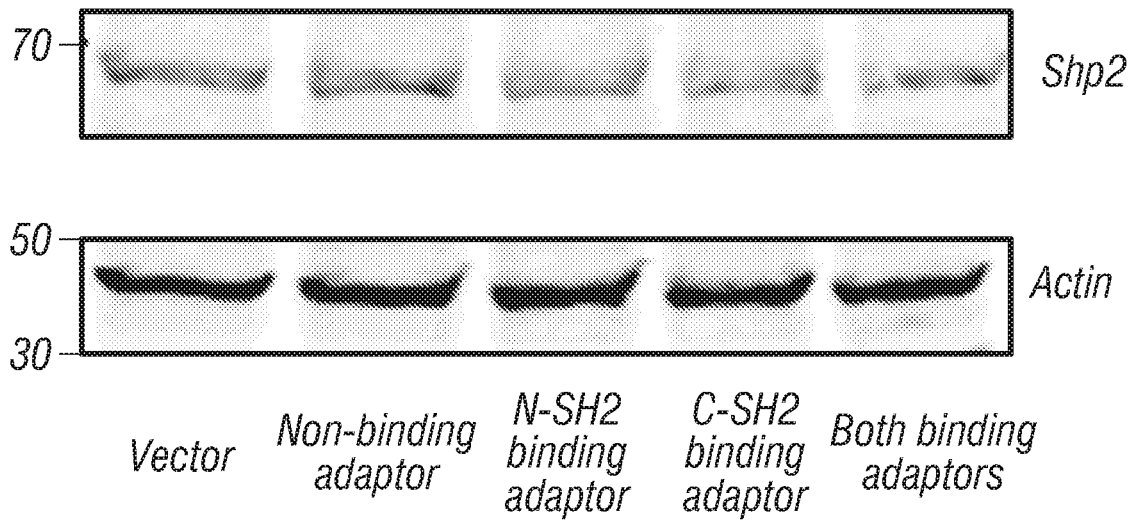 70
Shp2
50
Actin
30
Vector
Non-binding
adaptor
N-SH2
binding
adaptor
C-SH2
binding
adaptor
Both binding
adaptors